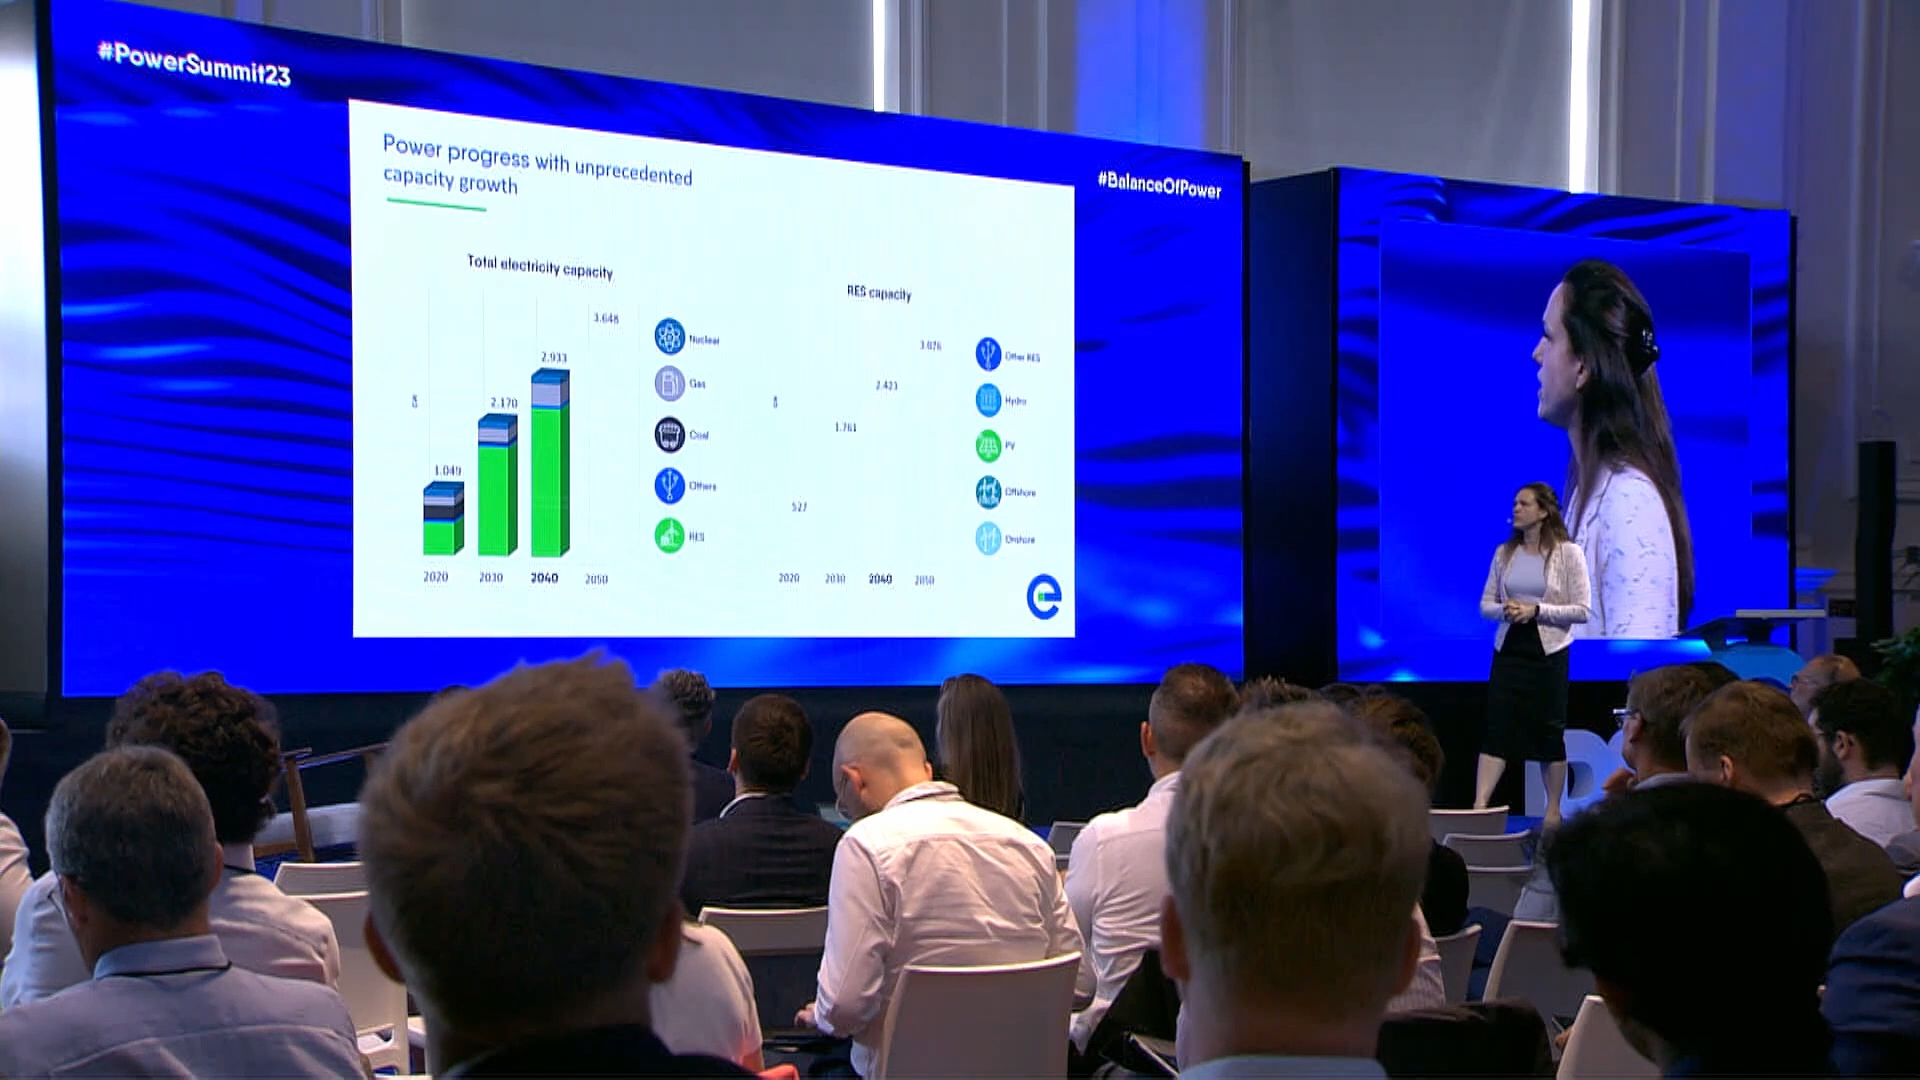 #PowerSummit23
#BalanceOfPower
Power progress with unprecedented
capacity growth
Total electricity capacity
3.648
2.933
2.170
1.049
2020 2030 2040 2050
Nuclear
Gas
Coal
Others
RES
RES capacity
3.076
2.423
1.761
527
2020 2030 2040 2050
Other RES
Hydro
PV
Offshore
Onshore
e